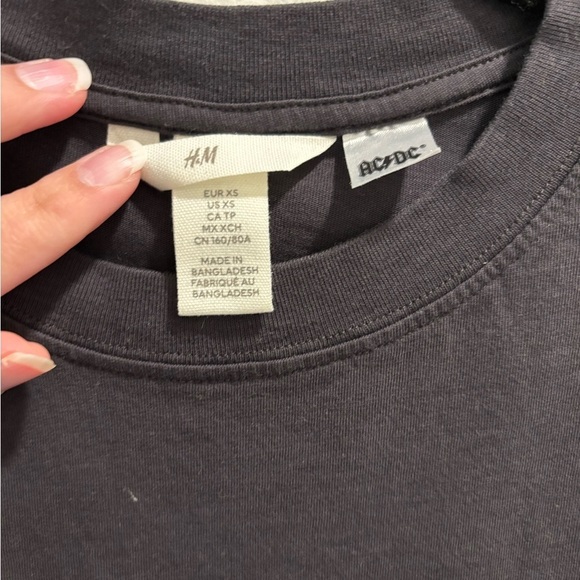 H&M
AC⚡DC
EUR XS
US XS
CA TP
MX XCH
CN 160/80A
MADE IN
BANGLADESH
FABRIQUÉ AU
BANGLADESH